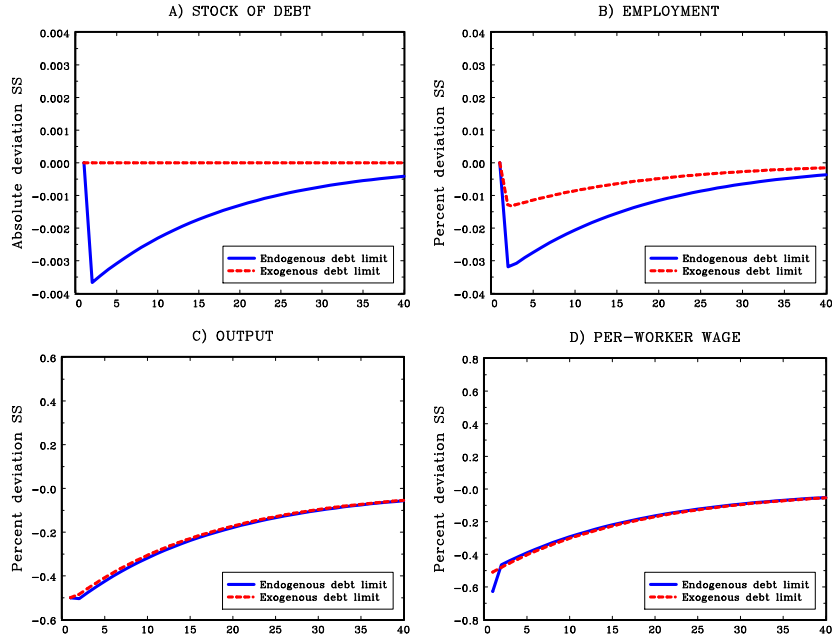 A) STOCK OF DEBT
Absolute deviation SS
0.004
0.003
0.002
0.001
0.000
−0.001
−0.002
−0.003
−0.004
0 5 10 15 20 25 30 35 40
Endogenous debt limit
Exogenous debt limit
B) EMPLOYMENT
Percent deviation SS
0.04
0.03
0.02
0.01
0.00
−0.01
−0.02
−0.03
−0.04
0 5 10 15 20 25 30 35 40
Endogenous debt limit
Exogenous debt limit
C) OUTPUT
Percent deviation SS
0.6
0.4
0.2
−0.0
−0.2
−0.4
−0.6
0 5 10 15 20 25 30 35 40
Endogenous debt limit
Exogenous debt limit
D) PER−WORKER WAGE
Percent deviation SS
0.8
0.6
0.4
0.2
−0.0
−0.2
−0.4
−0.6
−0.8
0 5 10 15 20 25 30 35 40
Endogenous debt limit
Exogenous debt limit